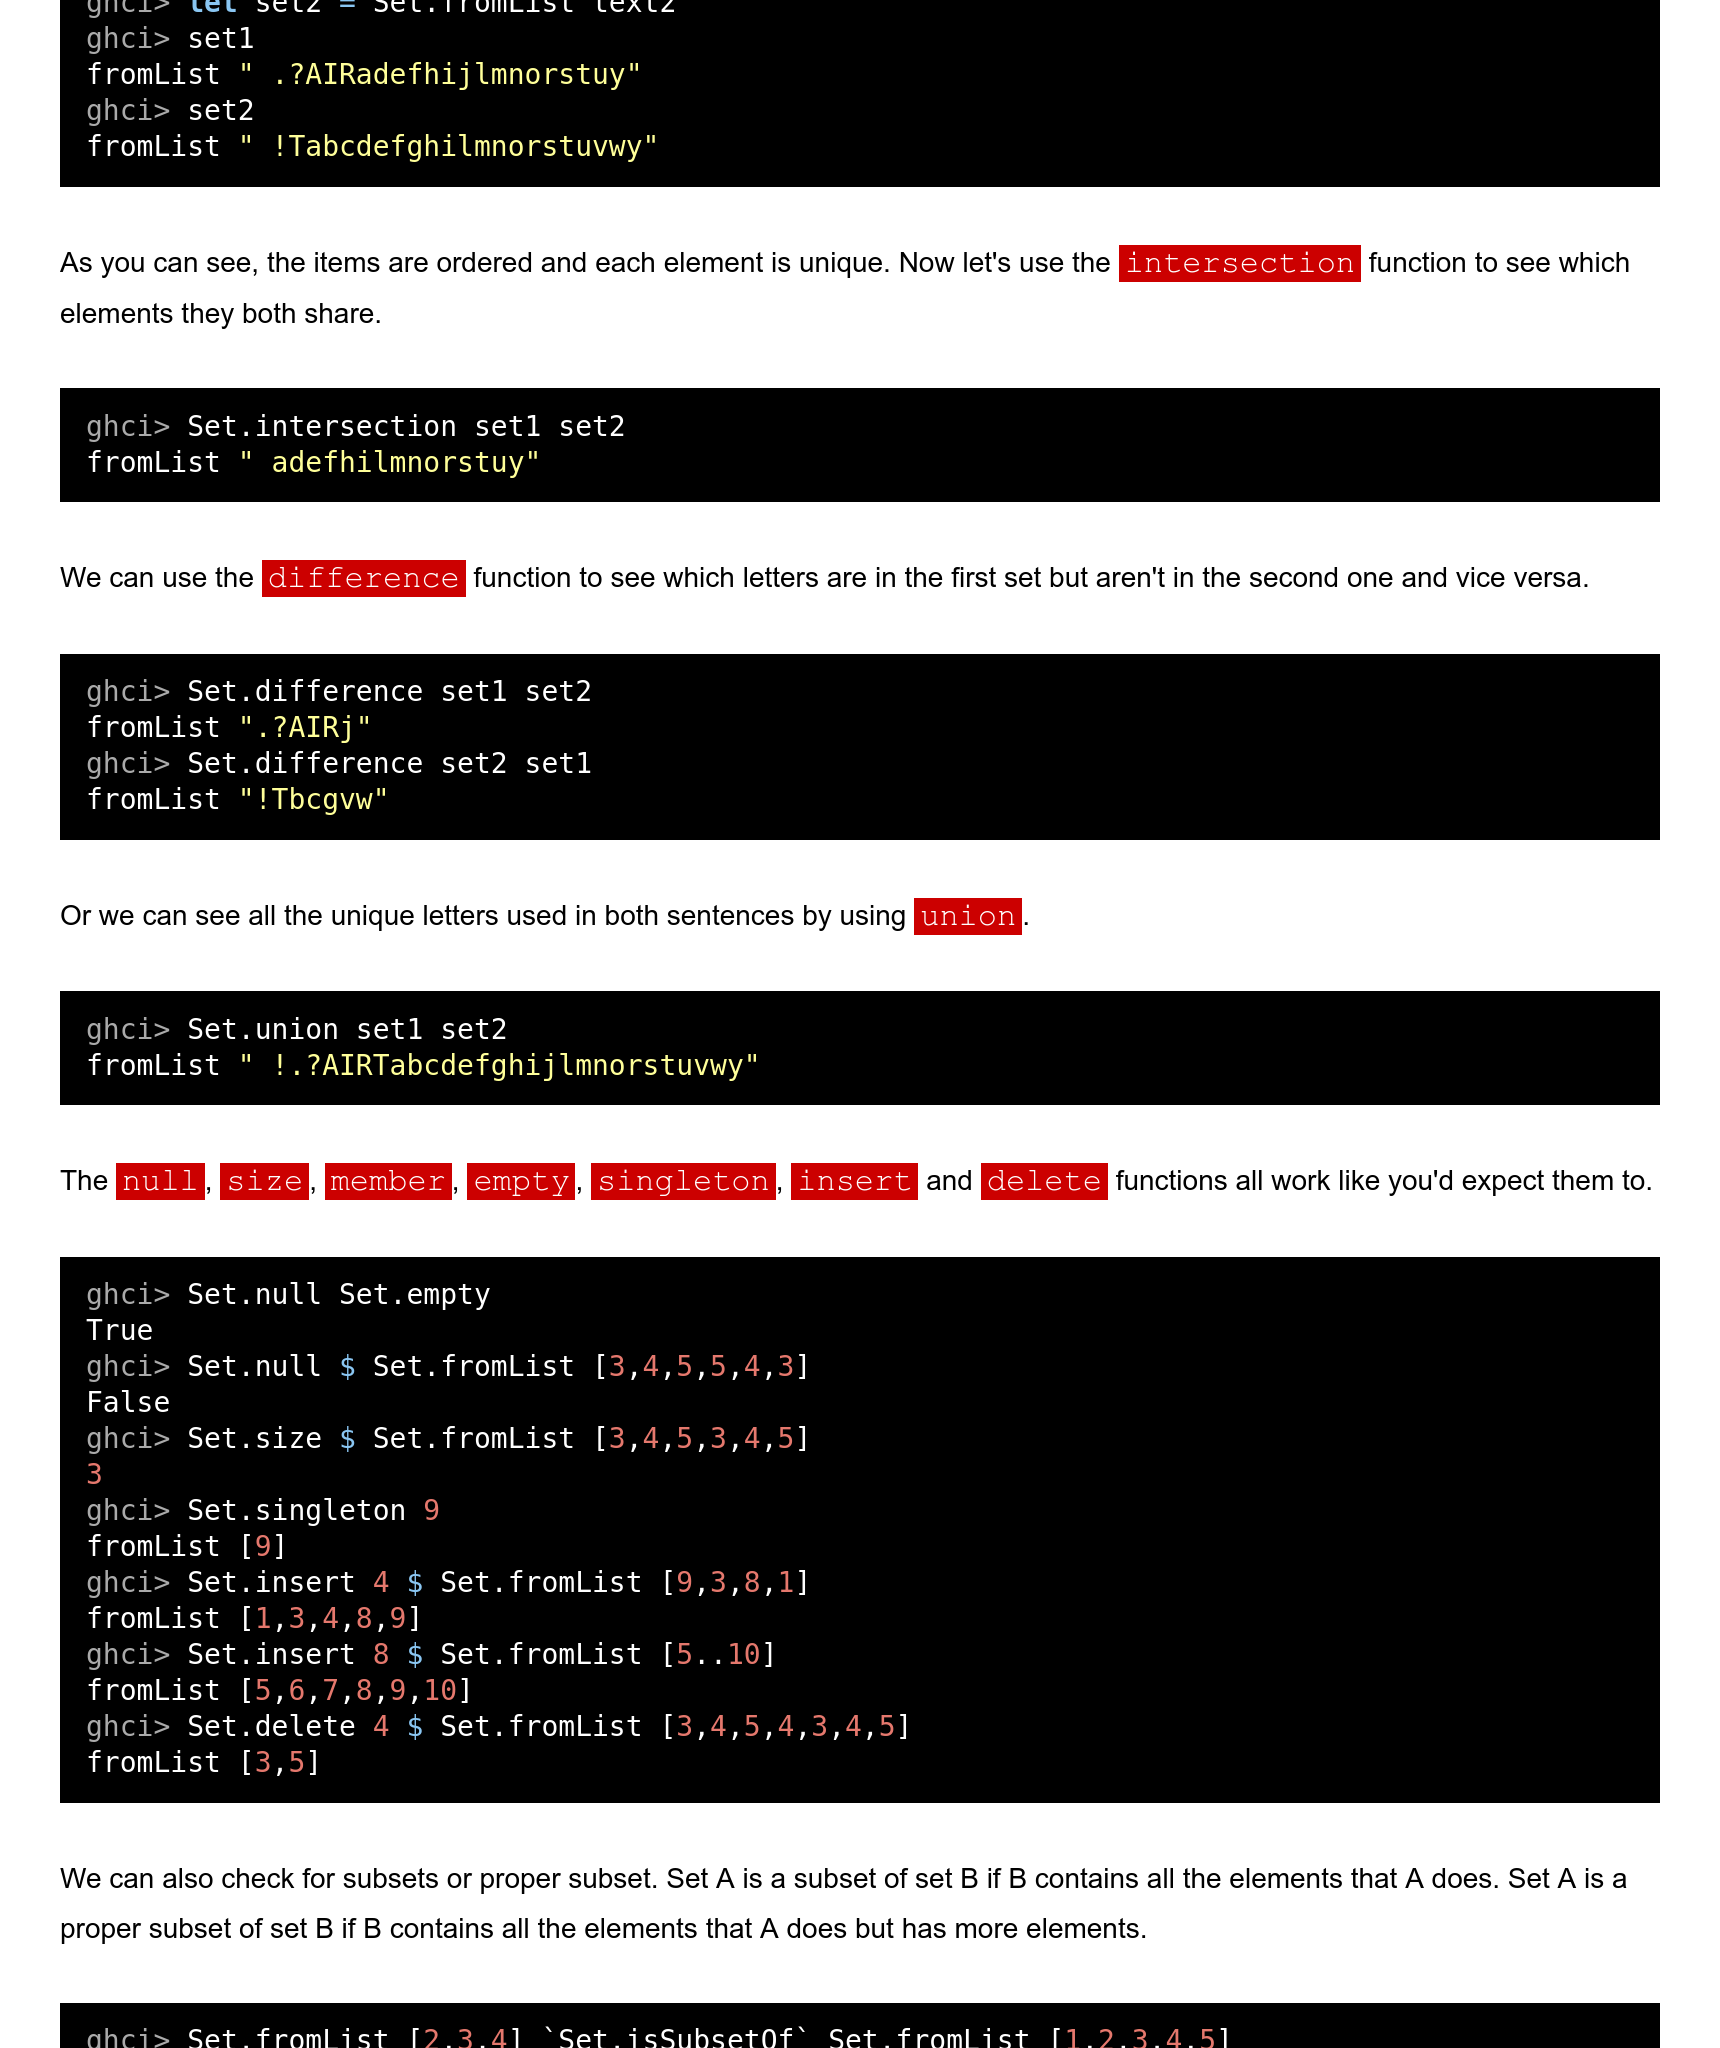 ghci> let set2 = Set.fromList text2
ghci> set1
fromList " .?AIRadefhijlmnorstuy"
ghci> set2
fromList " !Tabcdefghilmnorstuvwy"
As you can see, the items are ordered and each element is unique. Now let's use the intersection function to see which
elements they both share.
ghci> Set.intersection set1 set2
fromList " adefhilmnorstuy"
We can use the difference function to see which letters are in the first set but aren't in the second one and vice versa.
ghci> Set.difference set1 set2
fromList ".?AIRj"
ghci> Set.difference set2 set1
fromList "!Tbcgvw"
Or we can see all the unique letters used in both sentences by using union.
ghci> Set.union set1 set2
fromList " !.?AIRTabcdefghijlmnorstuvwy"
The null, size, member, empty, singleton, insert and delete functions all work like you'd expect them to.
ghci> Set.null Set.empty
True
ghci> Set.null $ Set.fromList [3,4,5,5,4,3]
False
ghci> Set.size $ Set.fromList [3,4,5,3,4,5]
3
ghci> Set.singleton 9
fromList [9]
ghci> Set.insert 4 $ Set.fromList [9,3,8,1]
fromList [1,3,4,8,9]
ghci> Set.insert 8 $ Set.fromList [5..10]
fromList [5,6,7,8,9,10]
ghci> Set.delete 4 $ Set.fromList [3,4,5,4,3,4,5]
fromList [3,5]
We can also check for subsets or proper subset. Set A is a subset of set B if B contains all the elements that A does. Set A is a
proper subset of set B if B contains all the elements that A does but has more elements.
ghci> Set.fromList [2,3,4] `Set.isSubsetOf` Set.fromList [1,2,3,4,5]